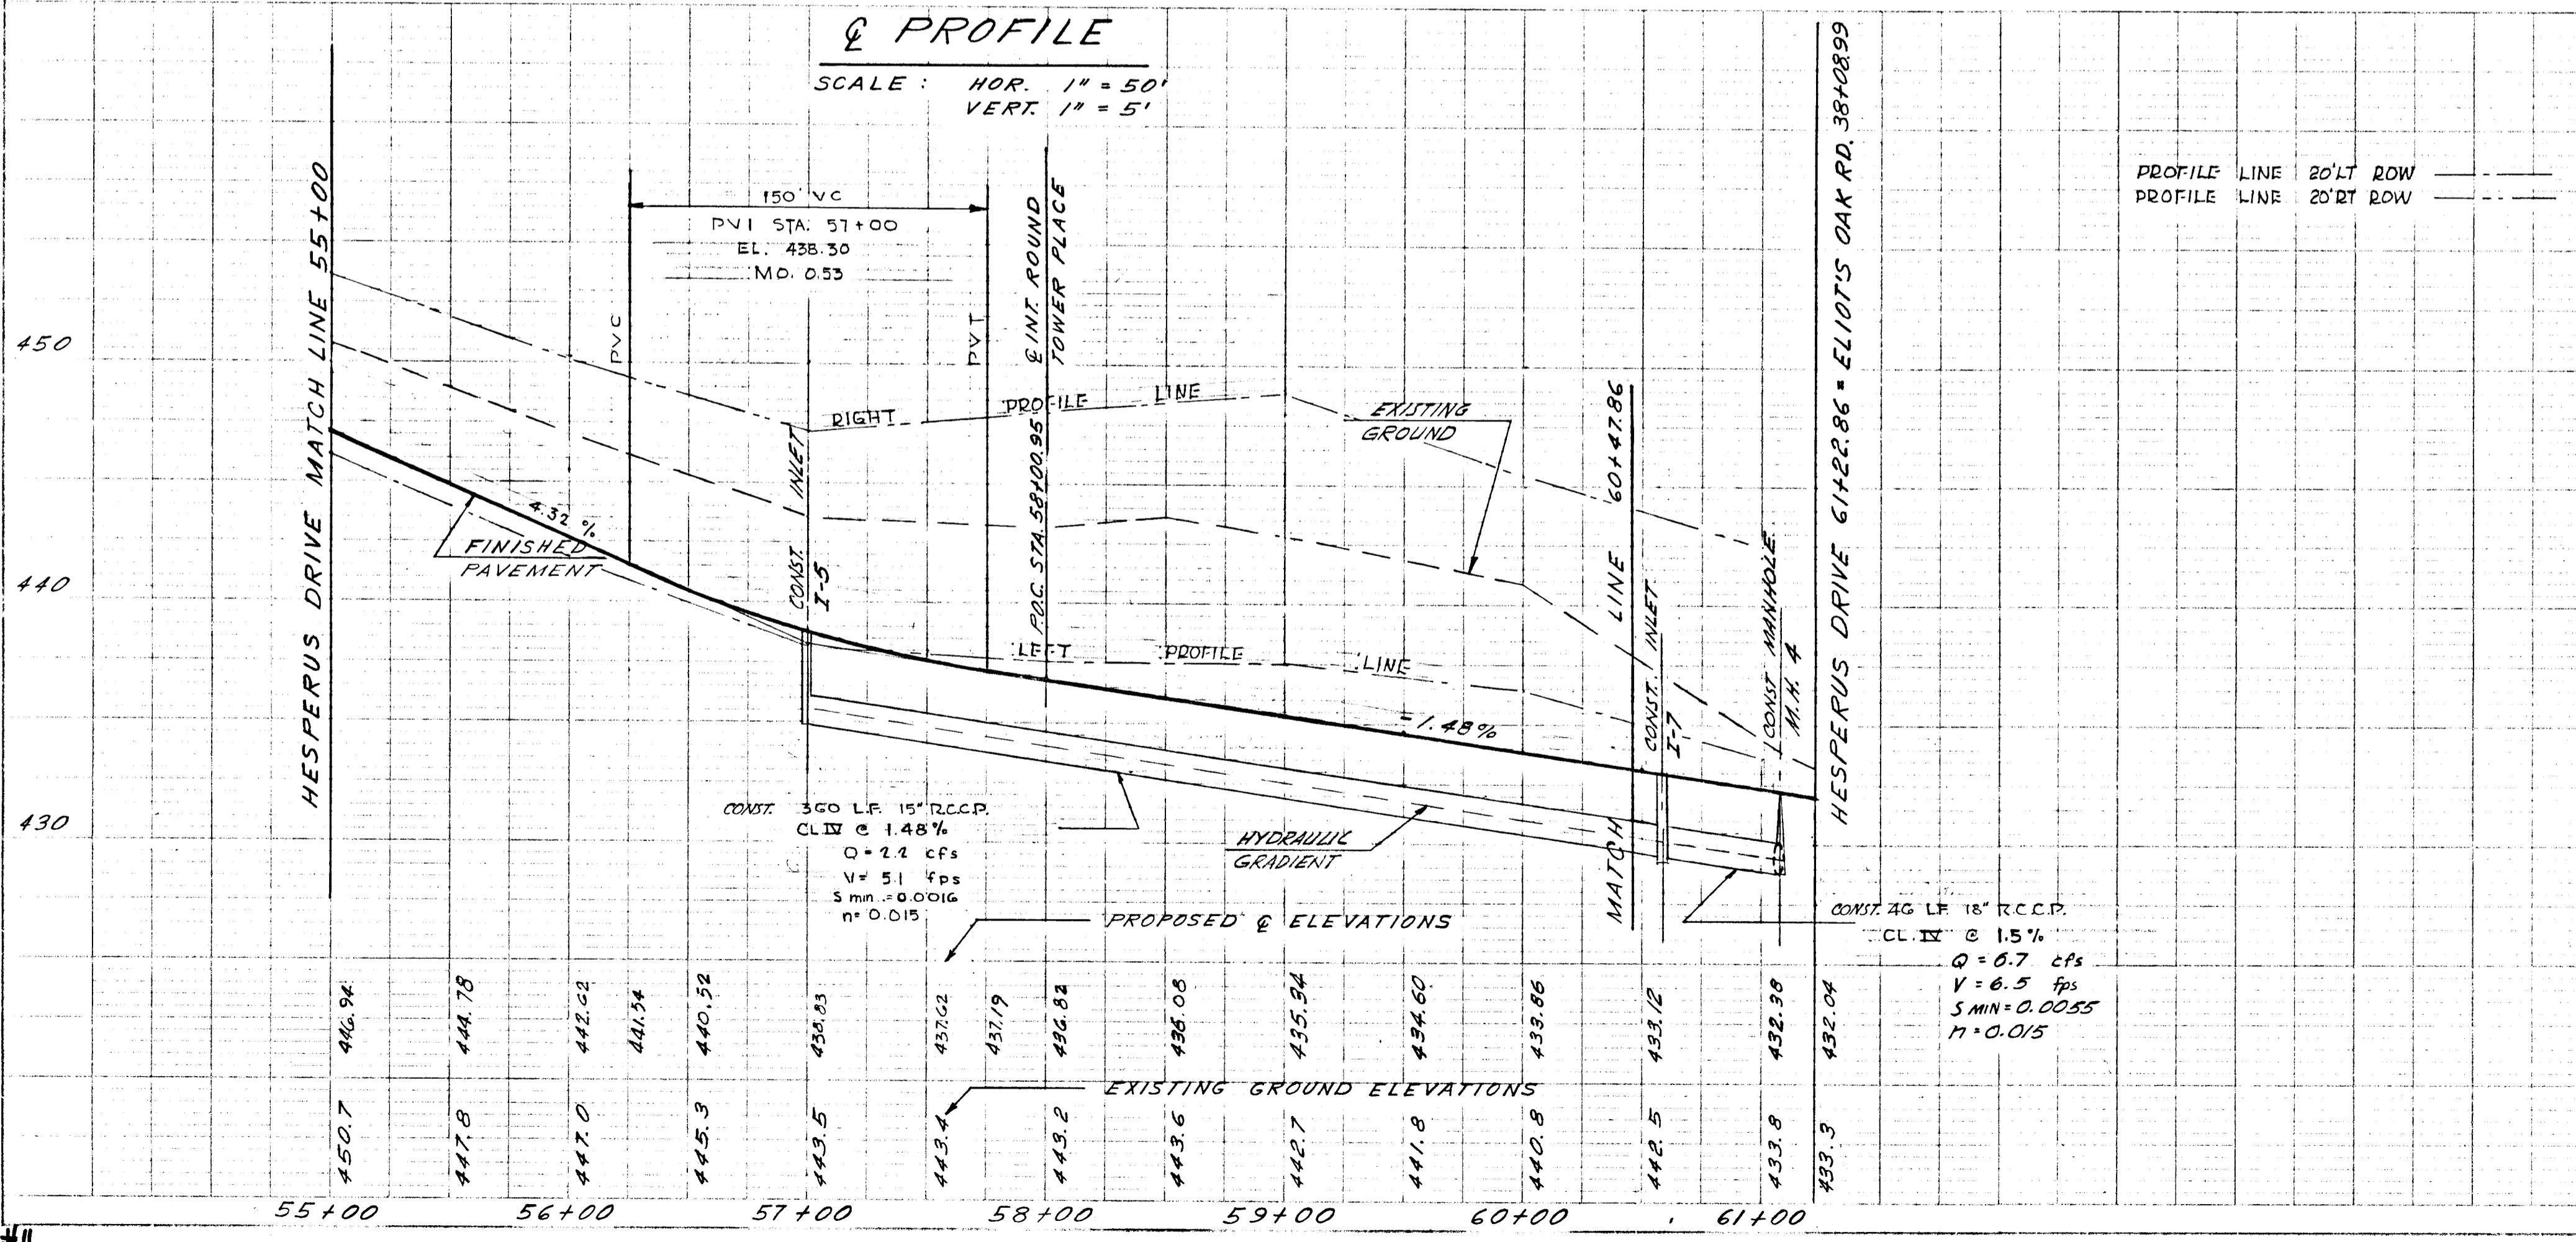 ℄ PROFILE
SCALE : HOR. 1" = 50'
VERT. 1" = 5'
HESPERUS DRIVE MATCH LINE 55+00
150' VC
PVI STA: 57+00
EL. 438.30
M.O. 0.53
PVC
PVT
℄ INT. ROUND
TOWER PLACE
P.O.C. STA. 58+00.95
HESPERUS DRIVE 61+22.86 = ELIOT'S OAK RD. 38+08.99
PROFILE LINE 20' LT ROW
PROFILE LINE 20' RT ROW
450
440
430
RIGHT PROFILE LINE
EXISTING
GROUND
4.32 %
FINISHED
PAVEMENT
CONST. INLET
I-5
LEFT PROFILE LINE
-1.48%
MATCH LINE 60+47.86
CONST. INLET
I-7
CONST MANHOLE
M.H. 4
CONST. 360 L.F. 15" R.C.C.P.
CL IV @ 1.48%
Q = 2.2 cfs
V = 5.1 fps
S min. = 0.0016
n = 0.015
HYDRAULIC
GRADIENT
CONST. 46 LF. 18" R.C.C.P.
CL. IV @ 1.5%
Q = 6.7 cfs
V = 6.5 fps
S MIN = 0.0055
n = 0.015
PROPOSED ℄ ELEVATIONS
446.94 444.78 442.62 441.54 440.52 438.83 437.62 437.19 436.82 436.08 435.34 434.60 433.86 433.12 432.38 432.04
EXISTING GROUND ELEVATIONS
450.7 447.8 447.0 445.3 443.5 443.4 443.2 443.6 442.7 441.8 440.8 442.5 433.8 433.3
55+00 56+00 57+00 58+00 59+00 60+00 61+00